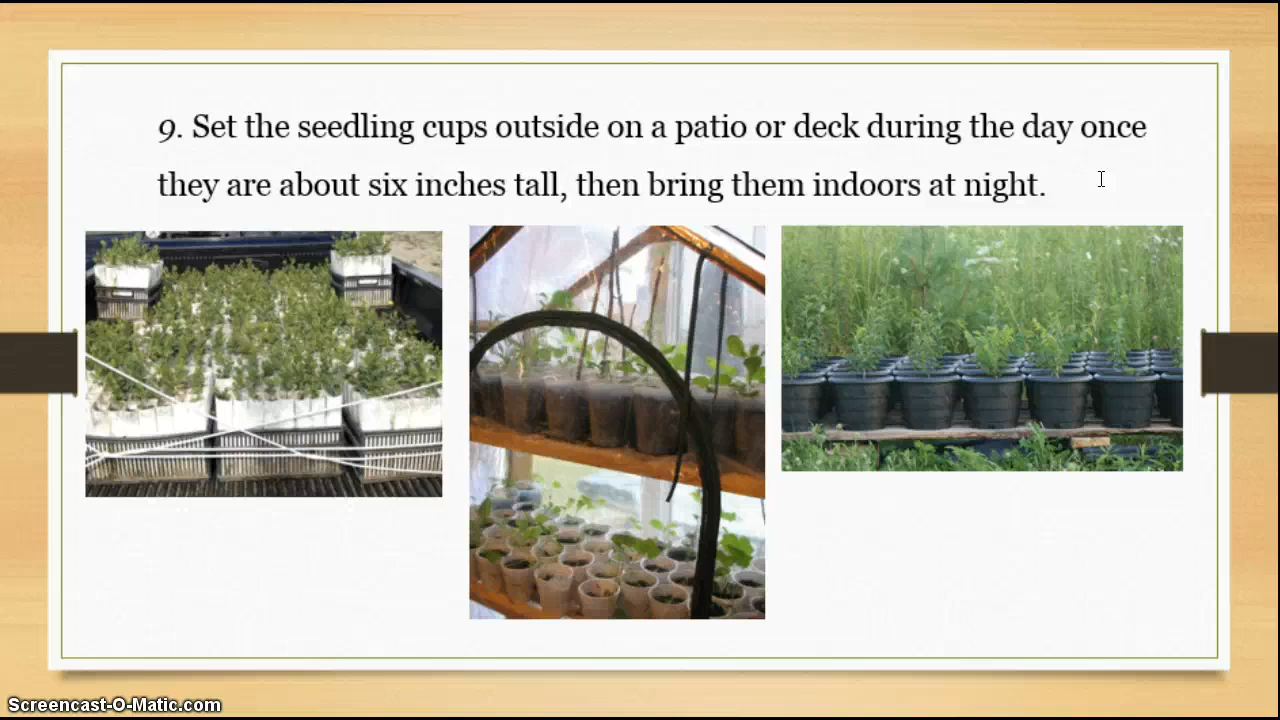 9. Set the seedling cups outside on a patio or deck during the day once
they are about six inches tall, then bring them indoors at night.
Screencast-O-Matic.com